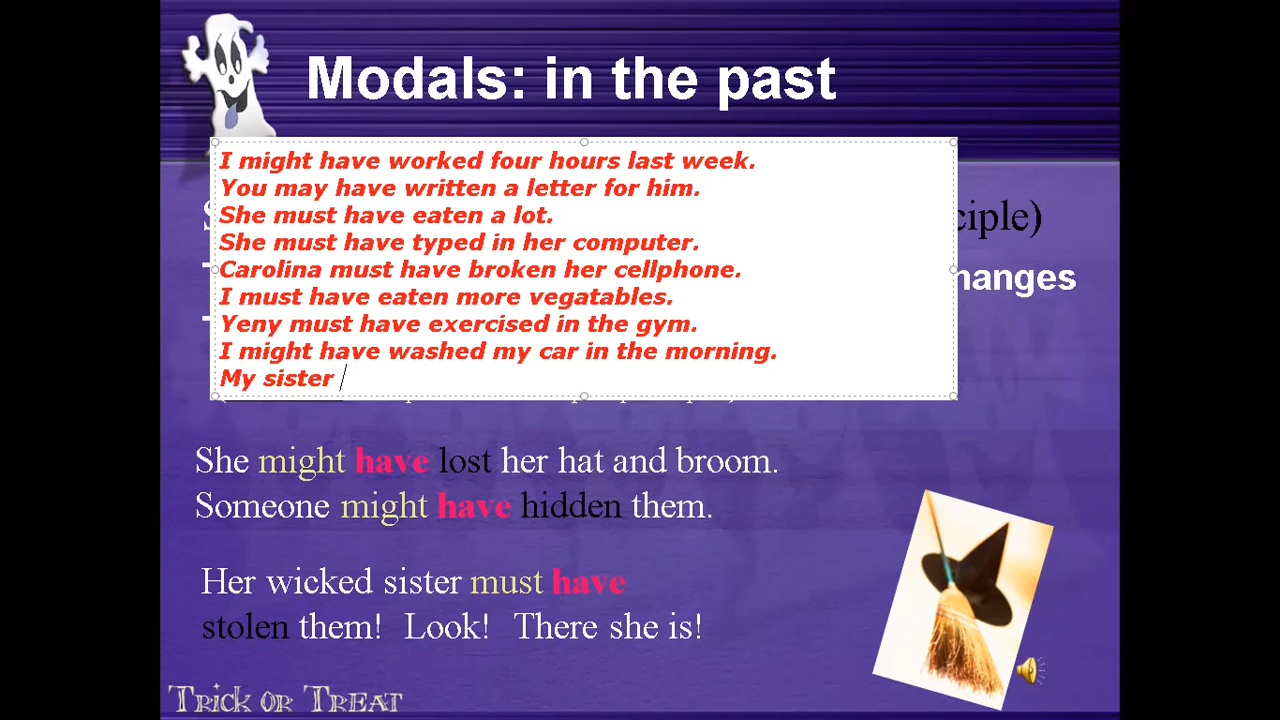 Modals: in the past
I might have worked four hours last week.
You may have written a letter for him.
She must have eaten a lot.
ciple)
She must have typed in her computer.
Carolina must have broken her cellphone.
hanges
I must have eaten more vegatables.
Yeny must have exercised in the gym.
I might have washed my car in the morning.
My sister
She might have lost her hat and broom.
Someone might have hidden them.
Her wicked sister must have
stolen them! Look! There she is!
Trick or Treat